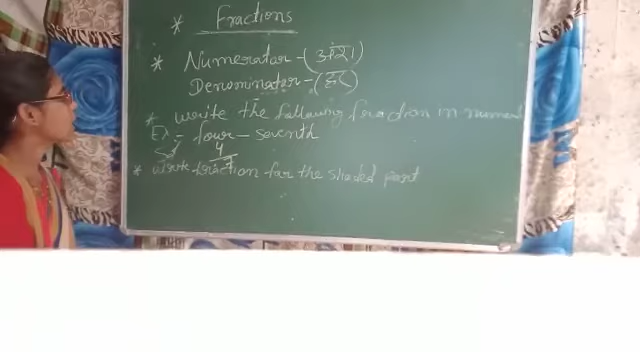 * Fractions
* Numerator - (अंश)
Denominator - (हर)
* write the following fraction in
Ex - four - seventh
4
* write fraction for the shaded part